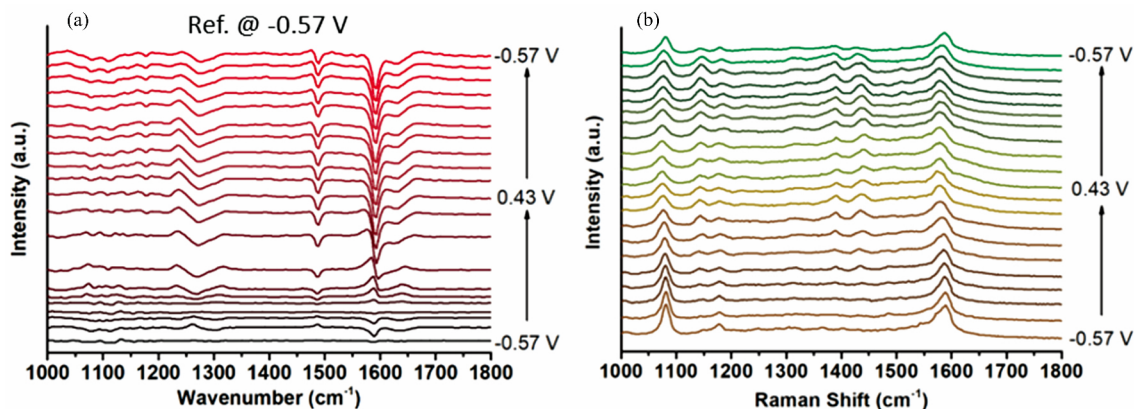 (a) Ref. @ -0.57 V
Intensity (a.u.)
-0.57 V
0.43 V
-0.57 V
1000 1100 1200 1300 1400 1500 1600 1700 1800
Wavenumber (cm-1)
(b)
Intensity (a.u.)
-0.57 V
0.43 V
-0.57 V
1000 1100 1200 1300 1400 1500 1600 1700 1800
Raman Shift (cm-1)